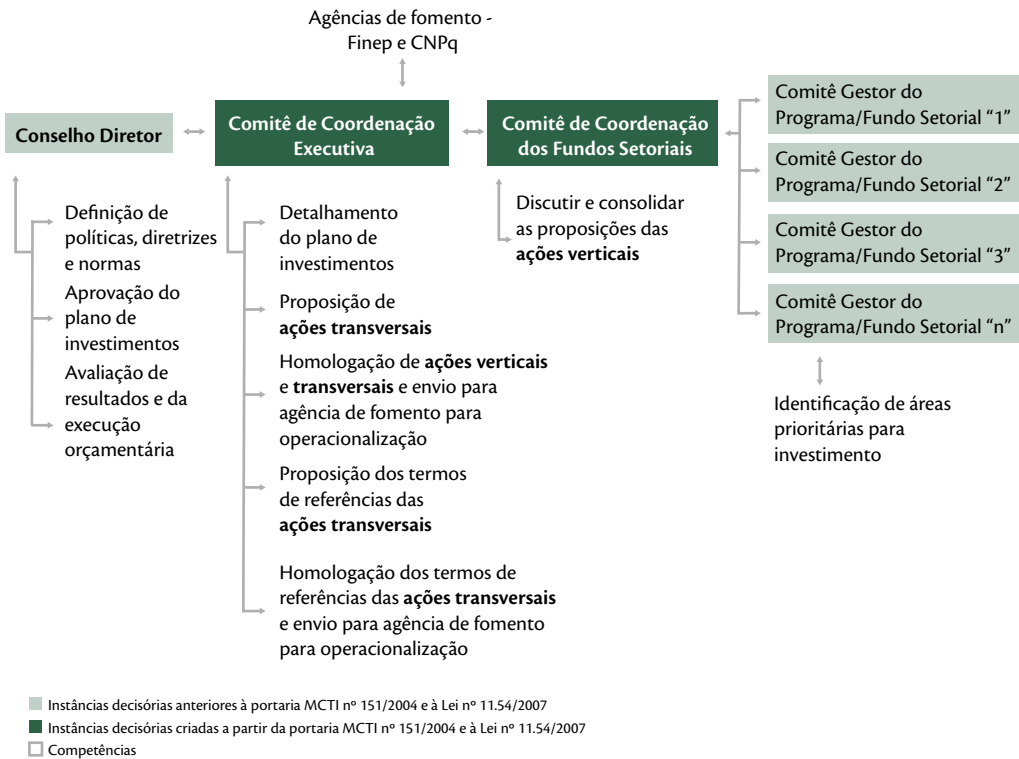 Agências de fomento -
Finep e CNPq
Conselho Diretor
Definição de
políticas, diretrizes
e normas
Aprovação do
plano de
investimentos
Avaliação de
resultados e da
execução
orçamentária
Comitê de Coordenação
Executiva
Detalhamento
do plano de
investimentos
Proposição de
ações transversais
Homologação de ações verticais
e transversais e envio para
agência de fomento para
operacionalização
Proposição dos termos
de referências das
ações transversais
Homologação dos termos de
referências das ações transversais
e envio para agência de fomento
para operacionalização
Comitê de Coordenação
dos Fundos Setoriais
Discutir e consolidar
as proposições das
ações verticais
Comitê Gestor do
Programa/Fundo Setorial “1”
Comitê Gestor do
Programa/Fundo Setorial “2”
Comitê Gestor do
Programa/Fundo Setorial “3”
Comitê Gestor do
Programa/Fundo Setorial “n”
Identificação de áreas
prioritárias para
investimento
Instâncias decisórias anteriores à portaria MCTI nº 151/2004 e à Lei nº 11.54/2007
Instâncias decisórias criadas a partir da portaria MCTI nº 151/2004 e à Lei nº 11.54/2007
Competências